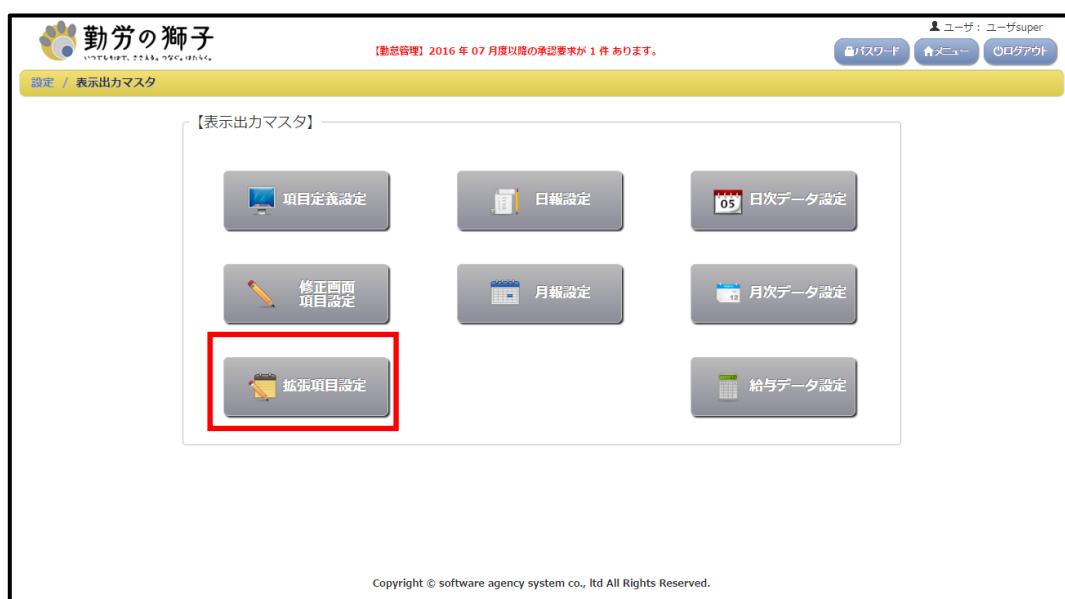 勤労の獅子
いつでもはて、ささえる。つなぐ。はたらく。
【勤怠管理】2016 年 07 月度以降の承認要求が 1 件 あります。
ユーザ： ユーザsuper
パスワード
メニュー
ログアウト
設定 / 表示出力マスタ
【表示出力マスタ】
項目定義設定
日報設定
05
日次データ設定
修正画面
項目設定
月報設定
12
月次データ設定
拡張項目設定
給与データ設定
Copyright © software agency system co., ltd All Rights Reserved.